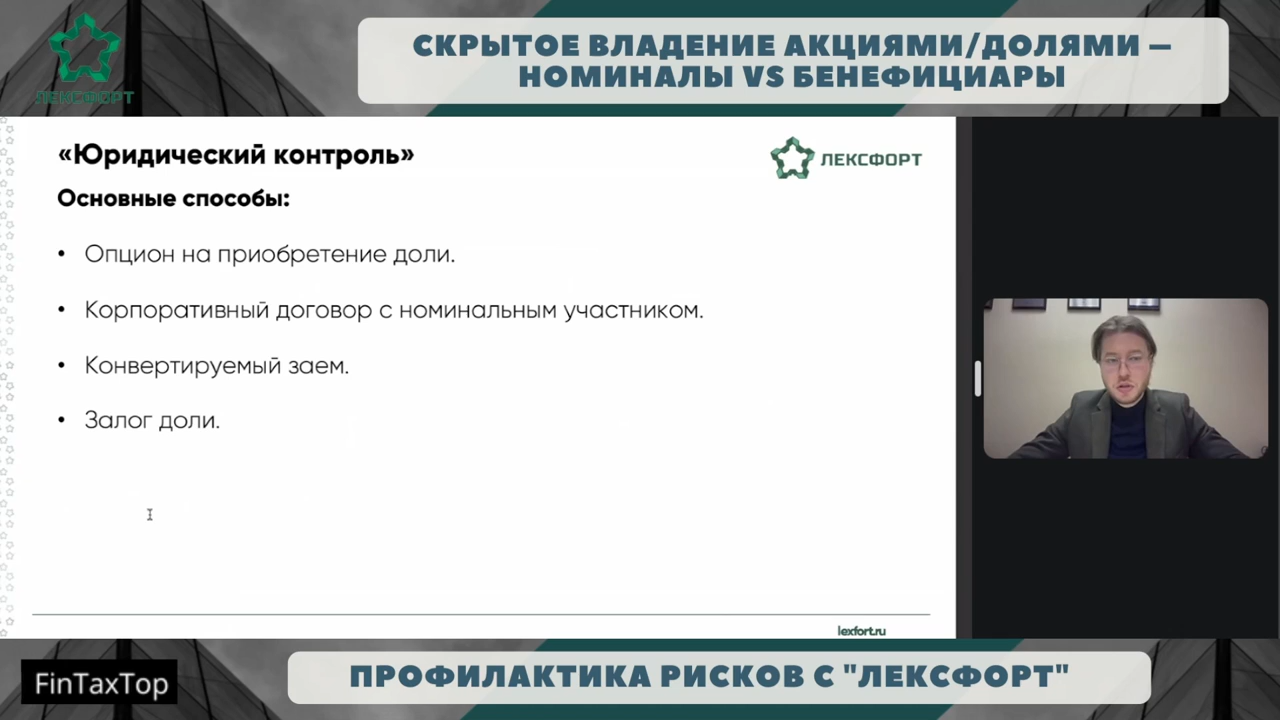 ЛЕКСФОРТ
СКРЫТОЕ ВЛАДЕНИЕ АКЦИЯМИ/ДОЛЯМИ –
НОМИНАЛЫ VS БЕНЕФИЦИАРЫ
«Юридический контроль»
ЛЕКСФОРТ
Основные способы:
• Опцион на приобретение доли.
• Корпоративный договор с номинальным участником.
• Конвертируемый заем.
• Залог доли.
lexfort.ru
FinTaxTop
ПРОФИЛАКТИКА РИСКОВ С "ЛЕКСФОРТ"